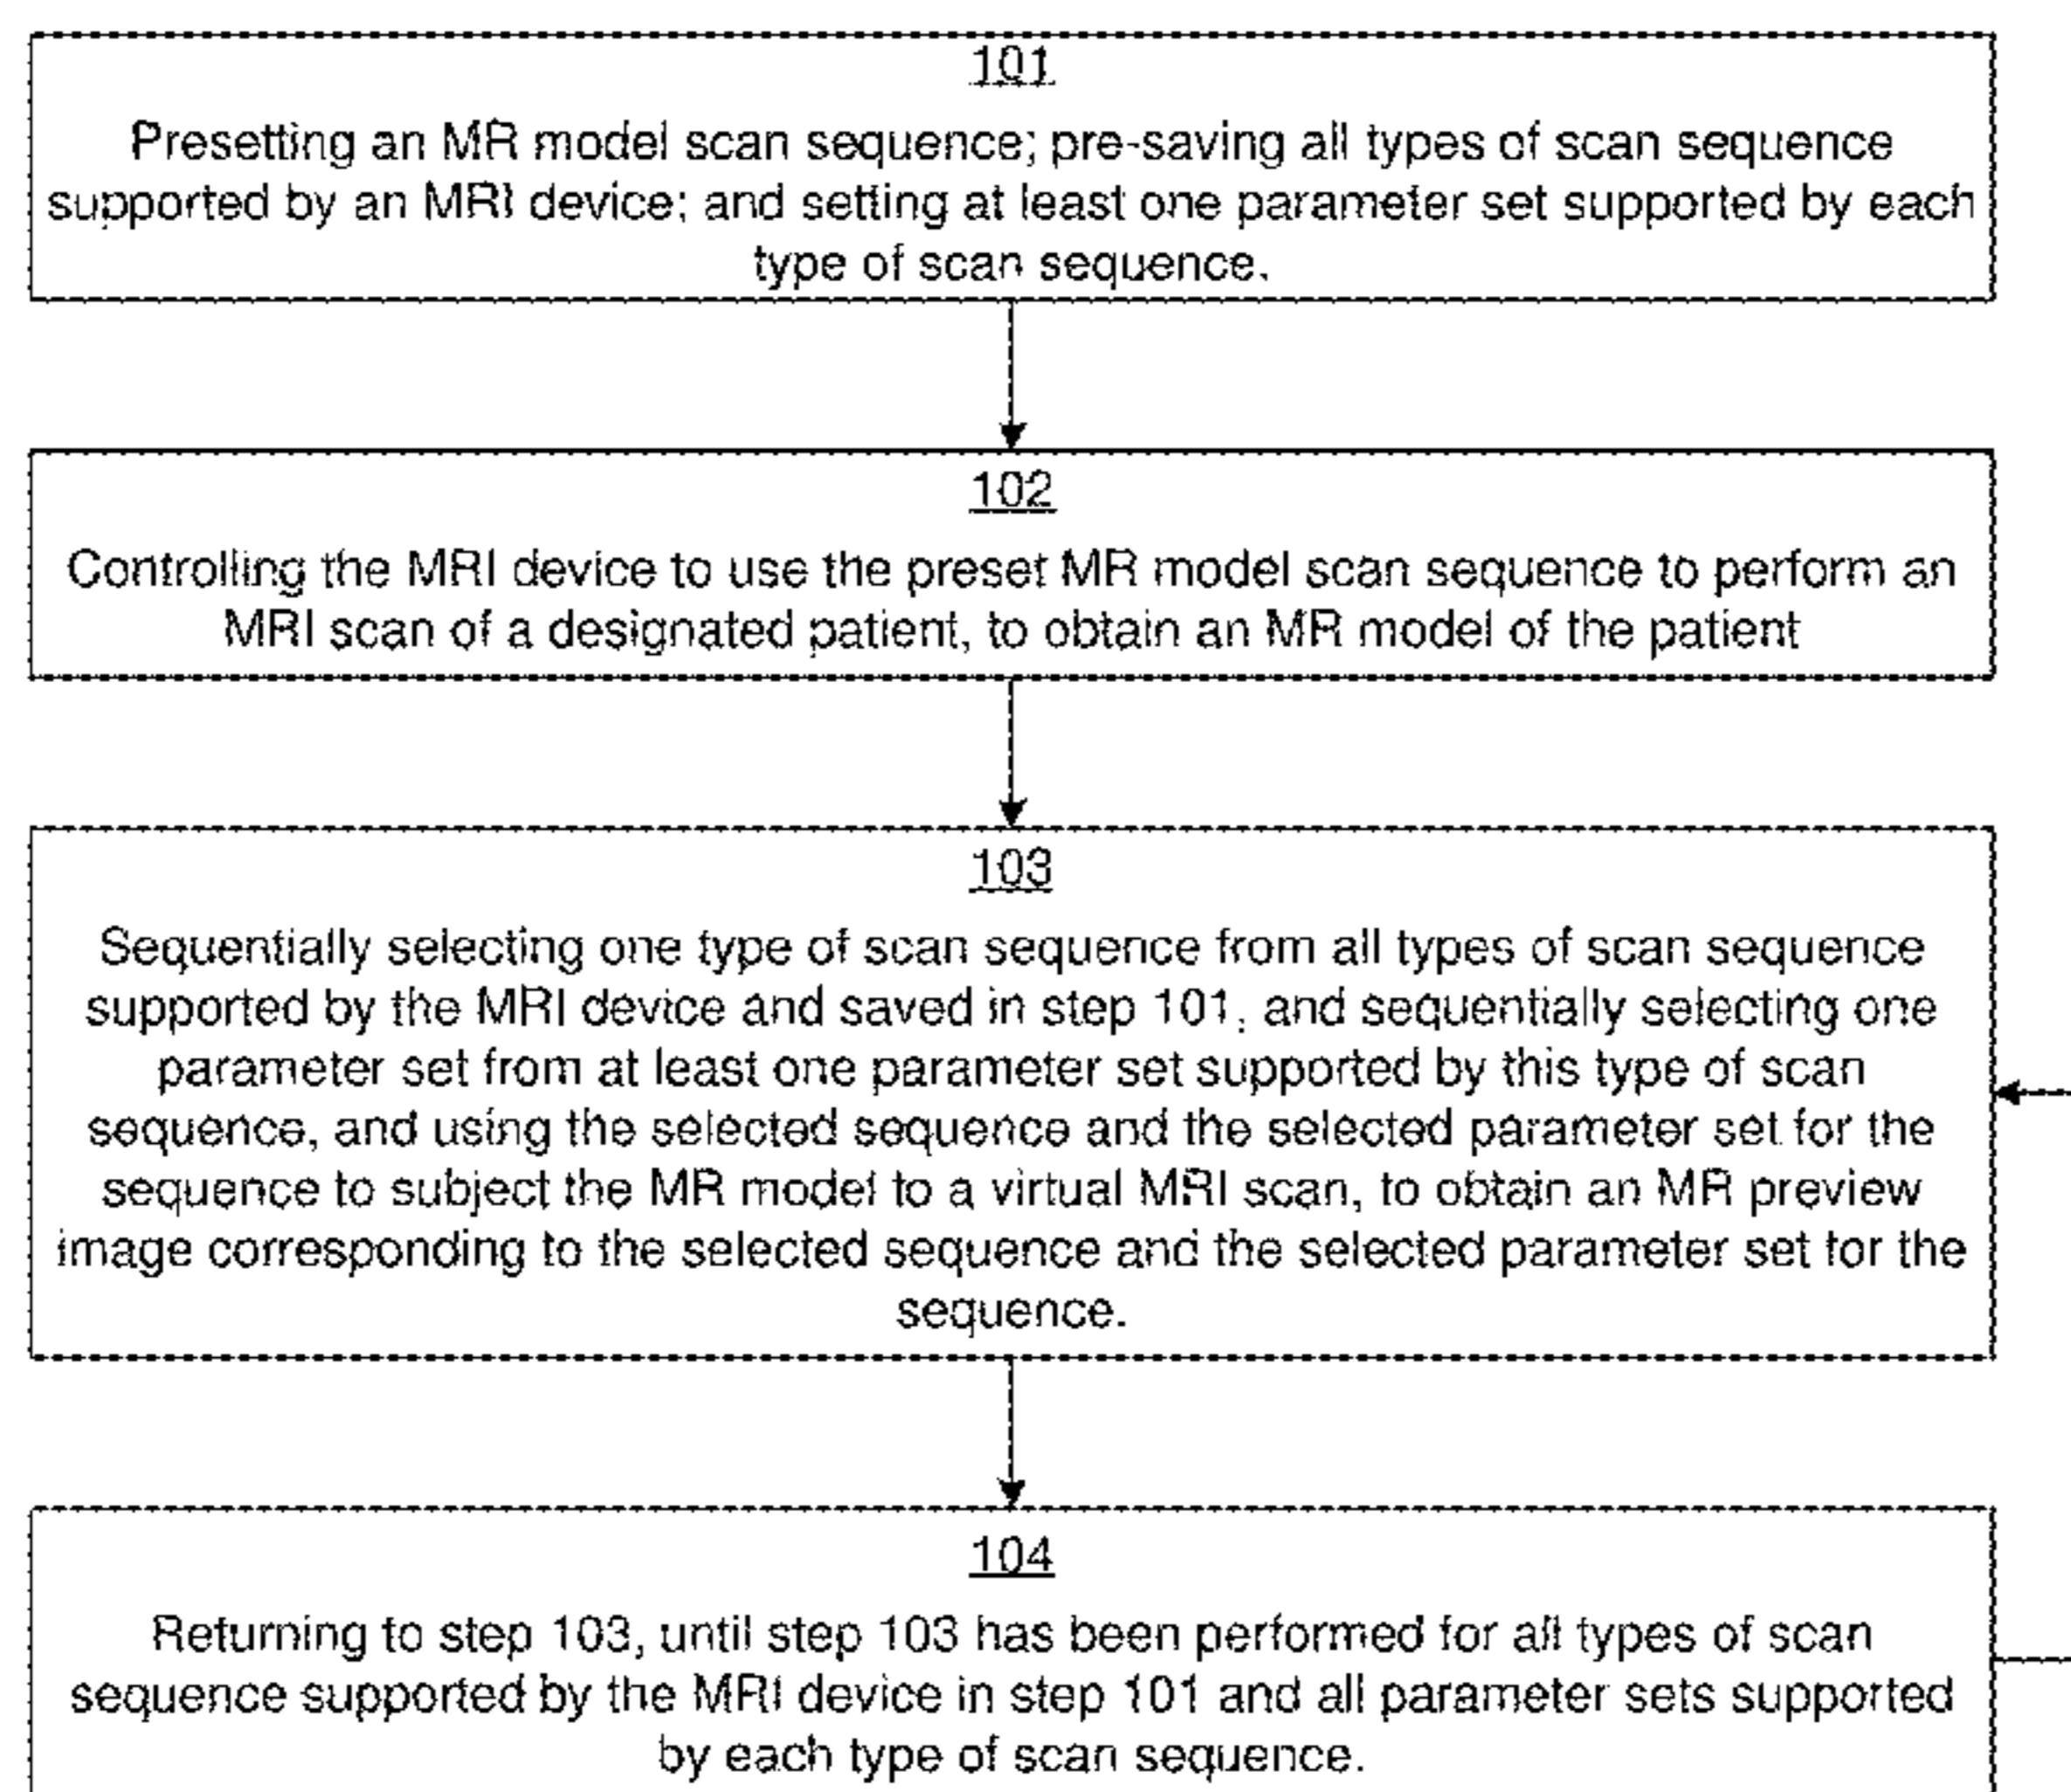 101
Presetting an MR model scan sequence; pre-saving all types of scan sequence
supported by an MRI device; and setting at least one parameter set supported by each
type of scan sequence.
102
Controlling the MRI device to use the preset MR model scan sequence to perform an
MRI scan of a designated patient, to obtain an MR model of the patient
103
Sequentially selecting one type of scan sequence from all types of scan sequence
supported by the MRI device and saved in step 101, and sequentially selecting one
parameter set from at least one parameter set supported by this type of scan
sequence, and using the selected sequence and the selected parameter set for the
sequence to subject the MR model to a virtual MRI scan, to obtain an MR preview
image corresponding to the selected sequence and the selected parameter set for the
sequence.
104
Returning to step 103, until step 103 has been performed for all types of scan
sequence supported by the MRI device in step 101 and all parameter sets supported
by each type of scan sequence.